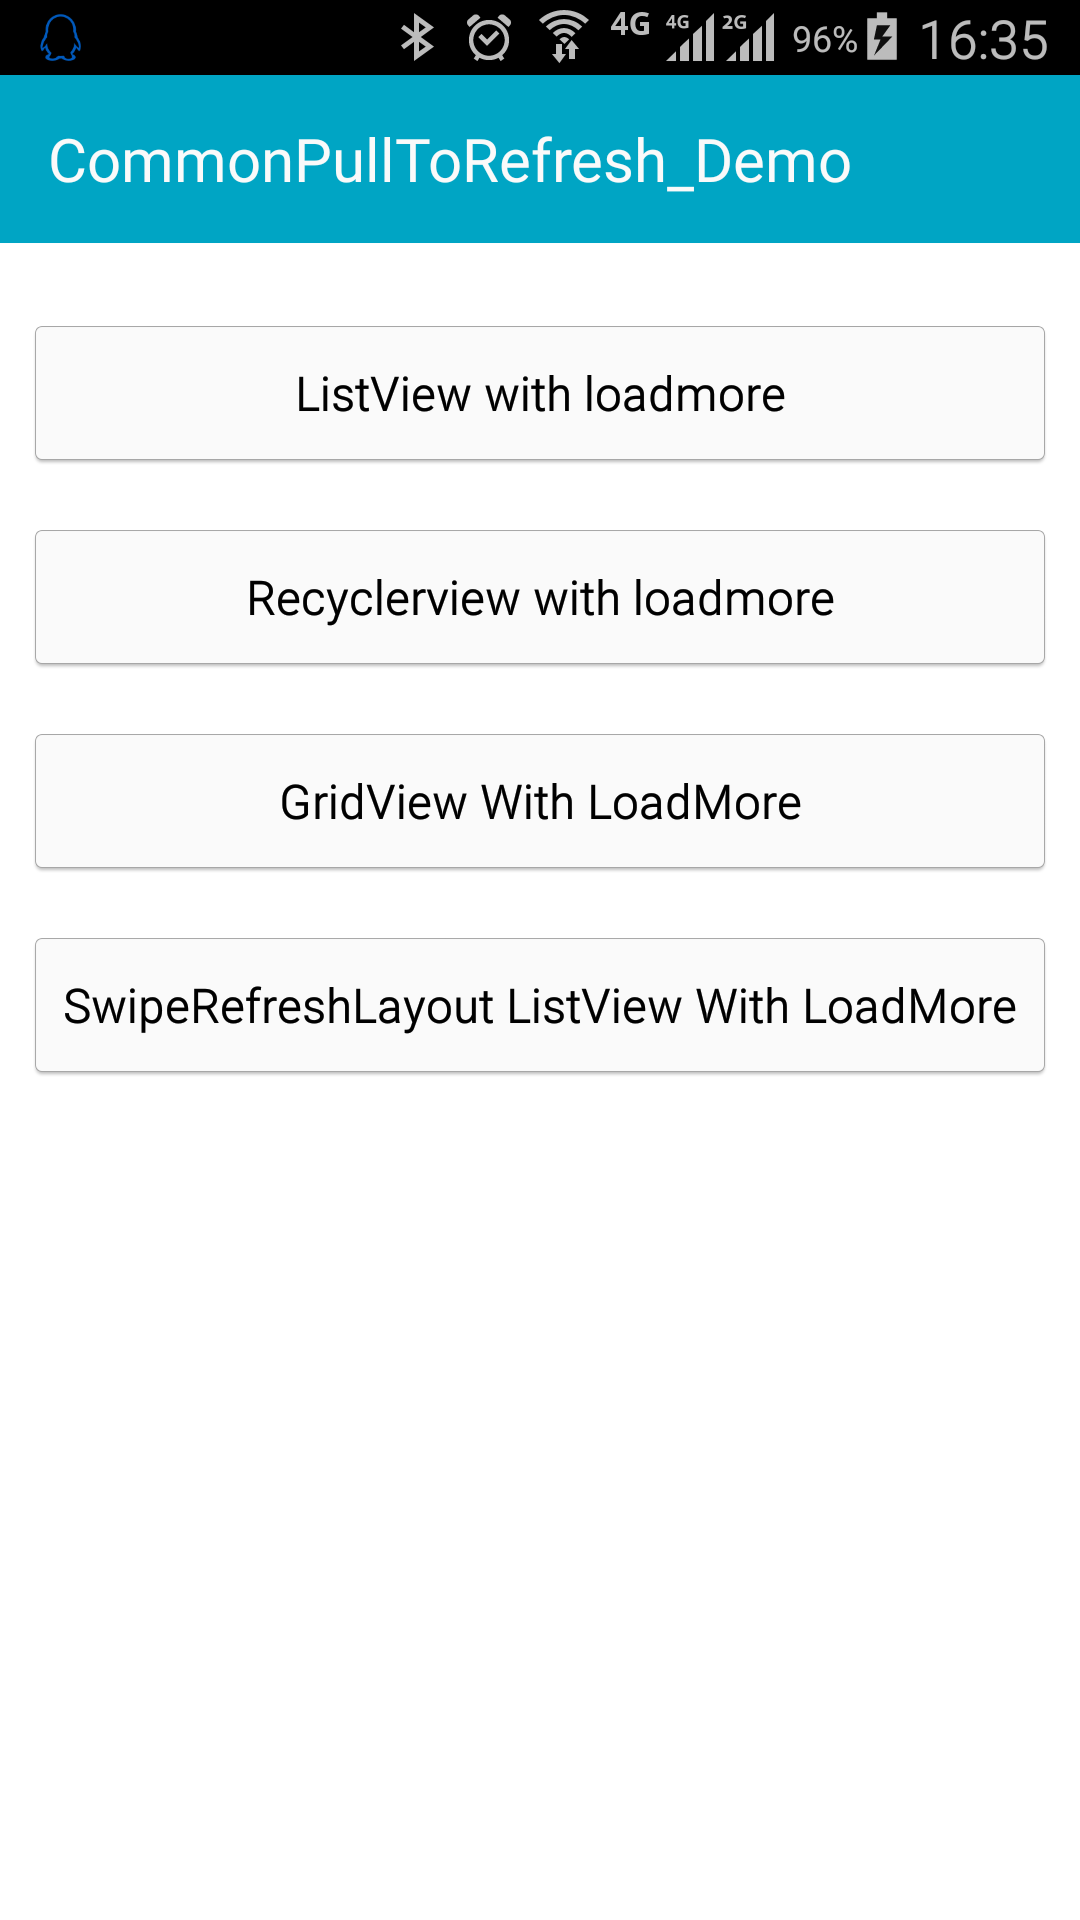 4G 4G 2G 96% 16:35
CommonPullToRefresh_Demo
ListView with loadmore
Recyclerview with loadmore
GridView With LoadMore
SwipeRefreshLayout ListView With LoadMore